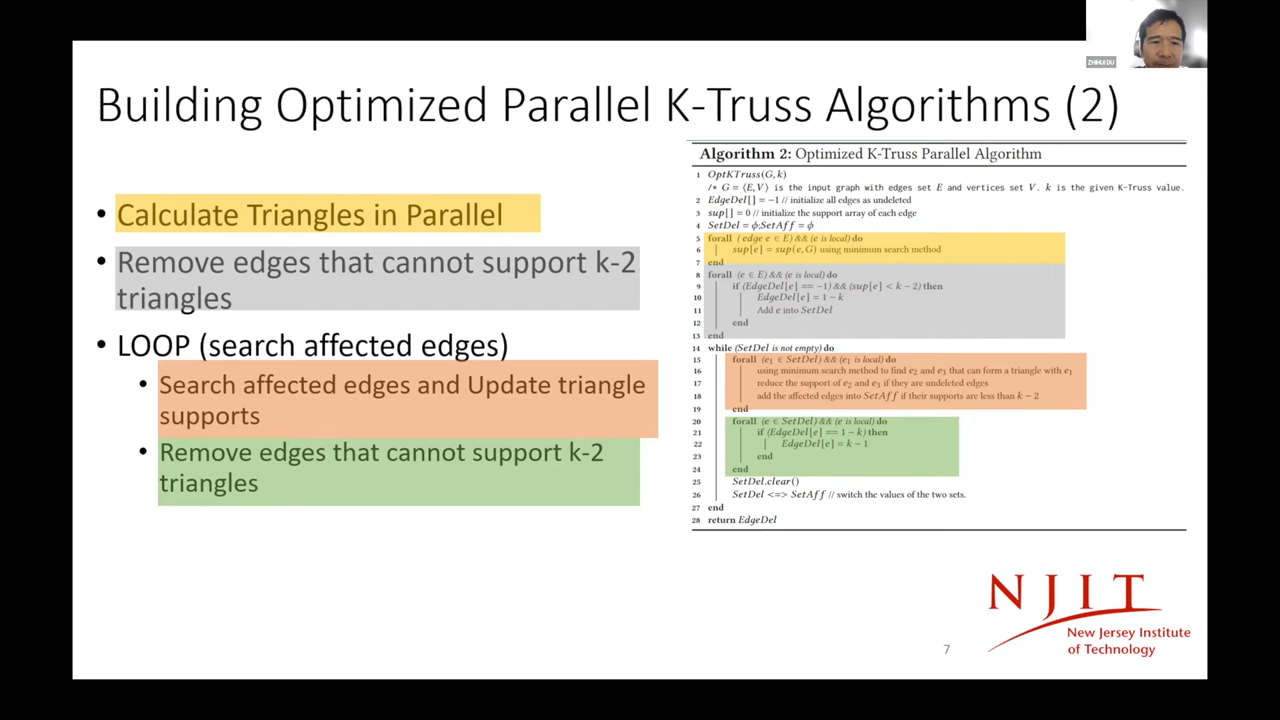 ZHIHUI DU
Building Optimized Parallel K-Truss Algorithms (2)
• Calculate Triangles in Parallel
• Remove edges that cannot support k-2
triangles
• LOOP (search affected edges)
• Search affected edges and Update triangle
supports
• Remove edges that cannot support k-2
triangles
Algorithm 2: Optimized K-Truss Parallel Algorithm
1 OptKTruss(G,k)
/* G = ⟨E,V⟩ is the input graph with edges set E and vertices set V. k is the given K-Truss value.
2 EdgeDel[] = −1 // initialize all edges as undeleted
3 sup[] = 0 // initialize the support array of each edge
4 SetDel = ϕ;SetAff = ϕ
5 forall ( edge e ∈ E) && (e is local) do
6 sup[e] = sup(e,G) using minimum search method
7 end
8 forall (e ∈ E) && (e is local) do
9 if (EdgeDel[e] == −1) && (sup[e] < k − 2) then
10 EdgeDel[e] = 1 − k
11 Add e into SetDel
12 end
13 end
14 while (SetDel is not empty) do
15 forall (e₁ ∈ SetDel) && (e₁ is local) do
16 using minimum search method to find e₂ and e₃ that can form a triangle with e₁
17 reduce the support of e₂ and e₃ if they are undeleted edges
18 add the affected edges into SetAff if their supports are less than k − 2
19 end
20 forall (e ∈ SetDel) && (e is local) do
21 if (EdgeDel[e] == 1 − k) then
22 EdgeDel[e] = k − 1
23 end
24 end
25 SetDel.clear()
26 SetDel <=> SetAff // switch the values of the two sets.
27 end
28 return EdgeDel
NJIT
New Jersey Institute
of Technology
7